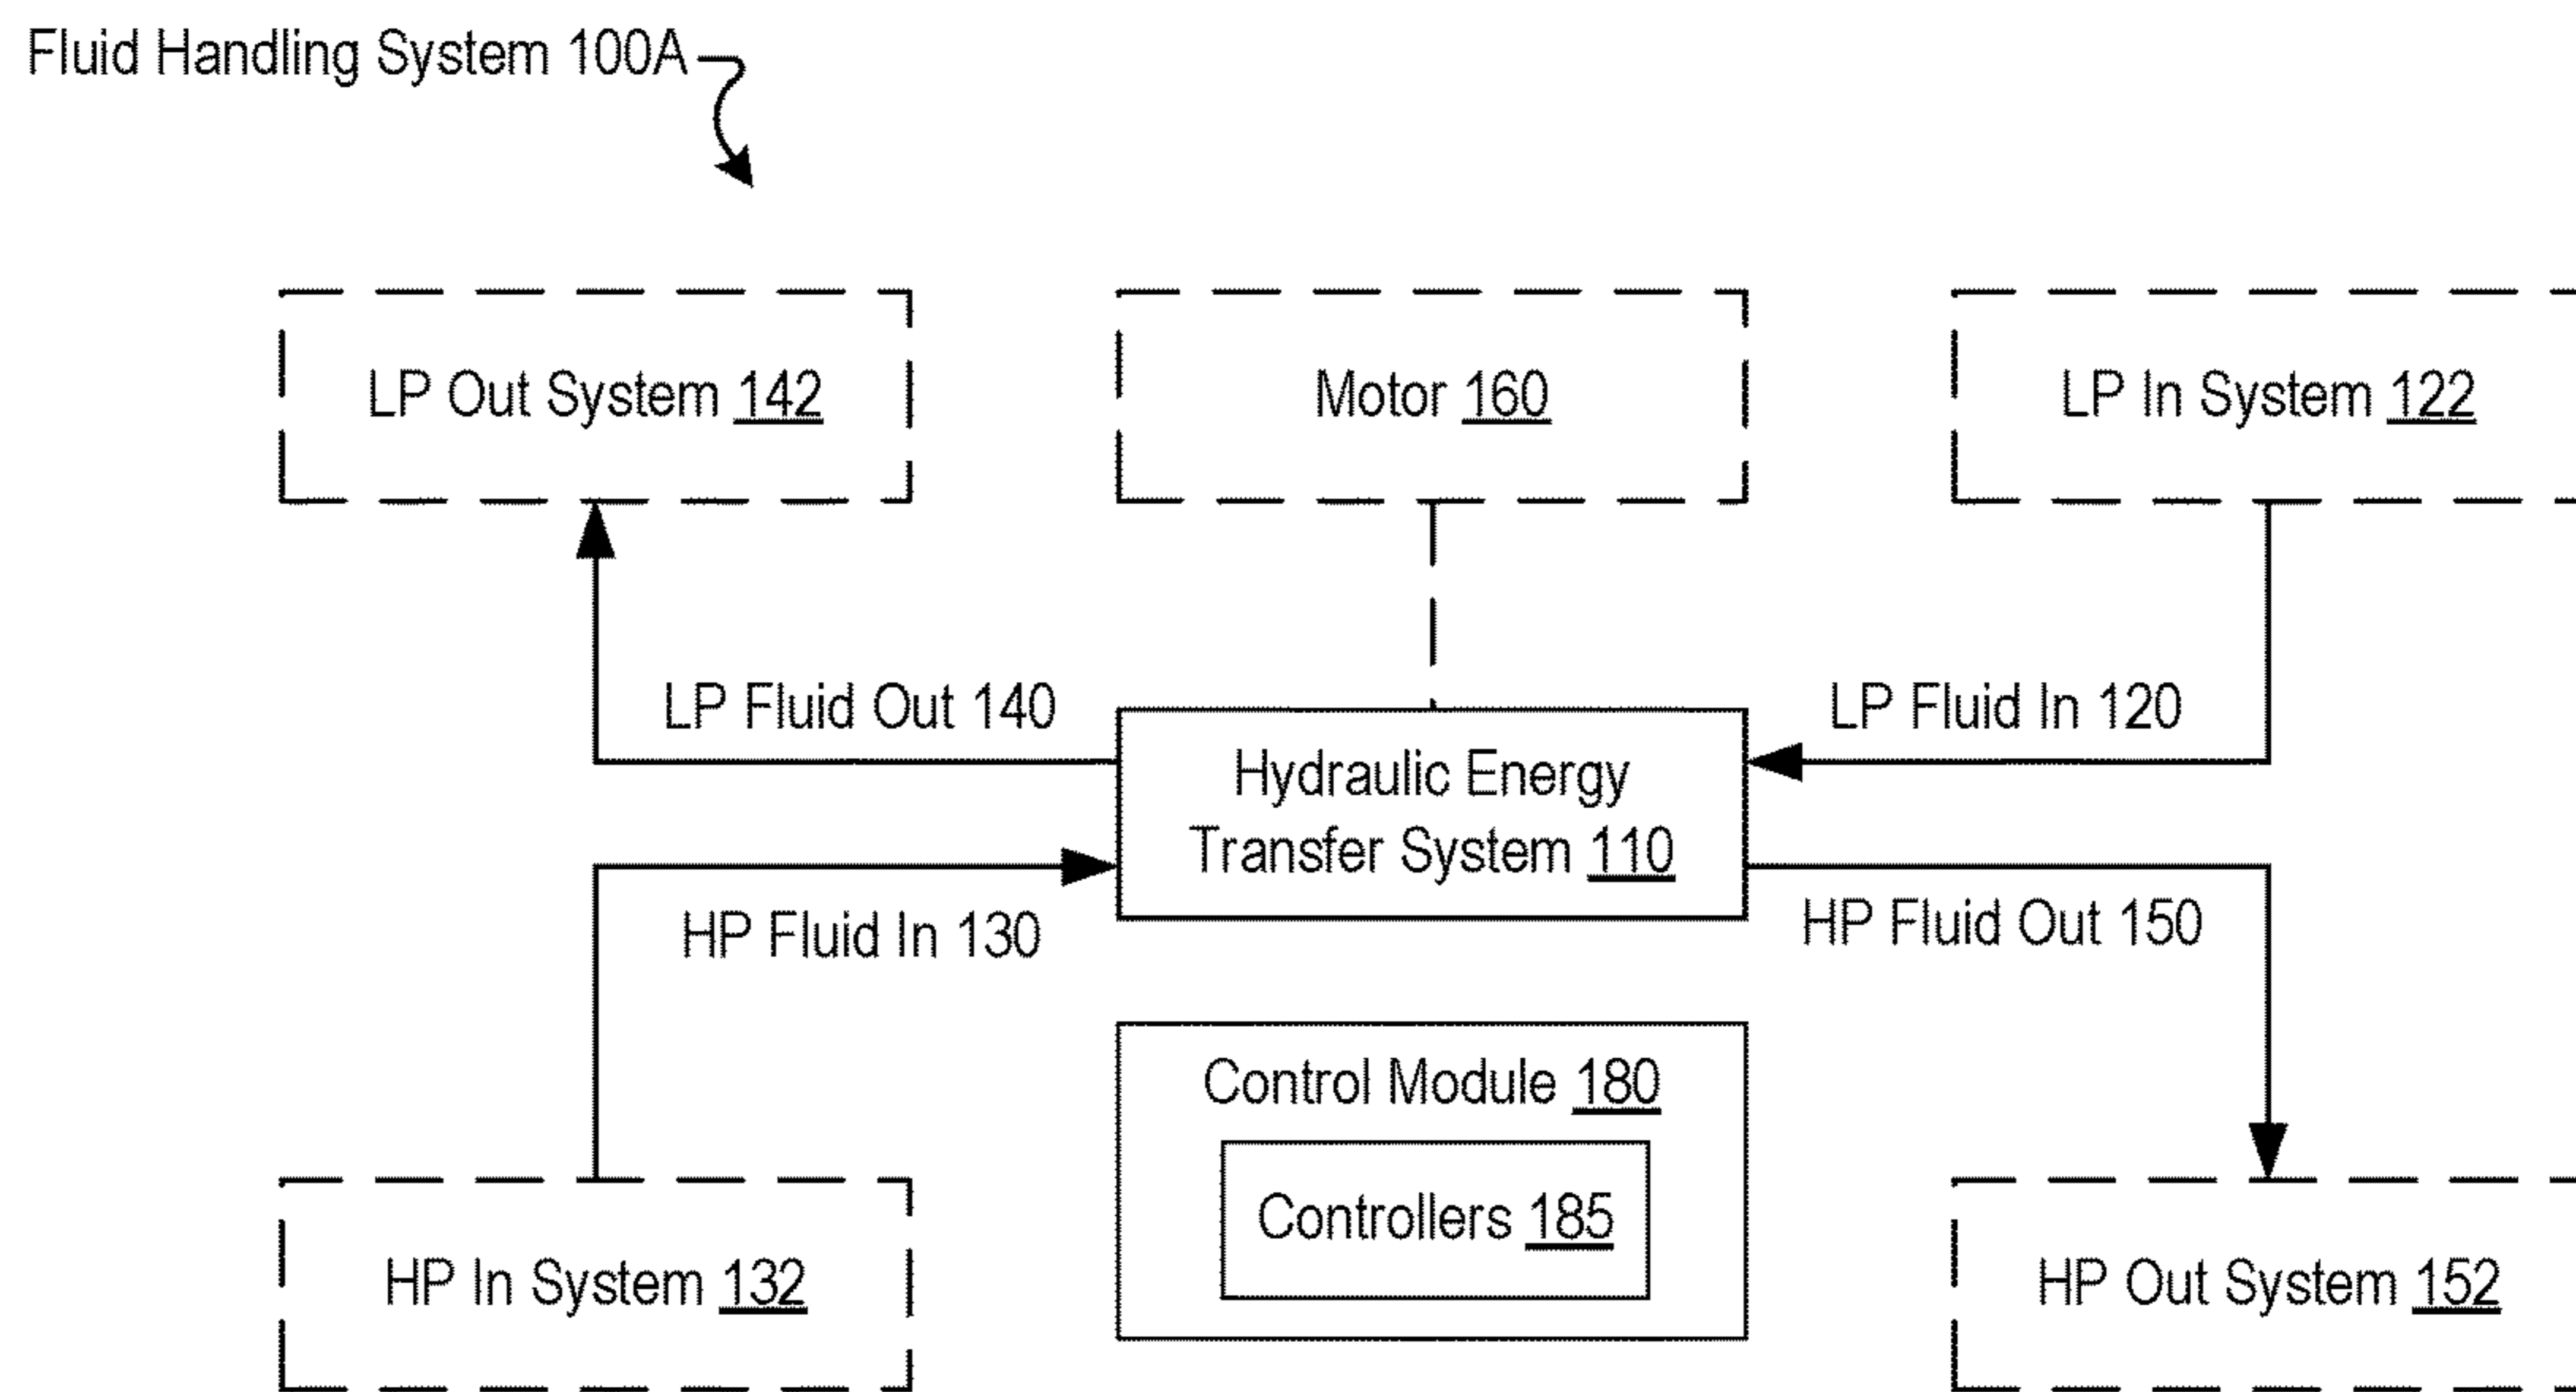 Fluid Handling System 100A
LP Out System 142
Motor 160
LP In System 122
LP Fluid Out 140
LP Fluid In 120
Hydraulic Energy
Transfer System 110
HP Fluid In 130
HP Fluid Out 150
Control Module 180
Controllers 185
HP In System 132
HP Out System 152